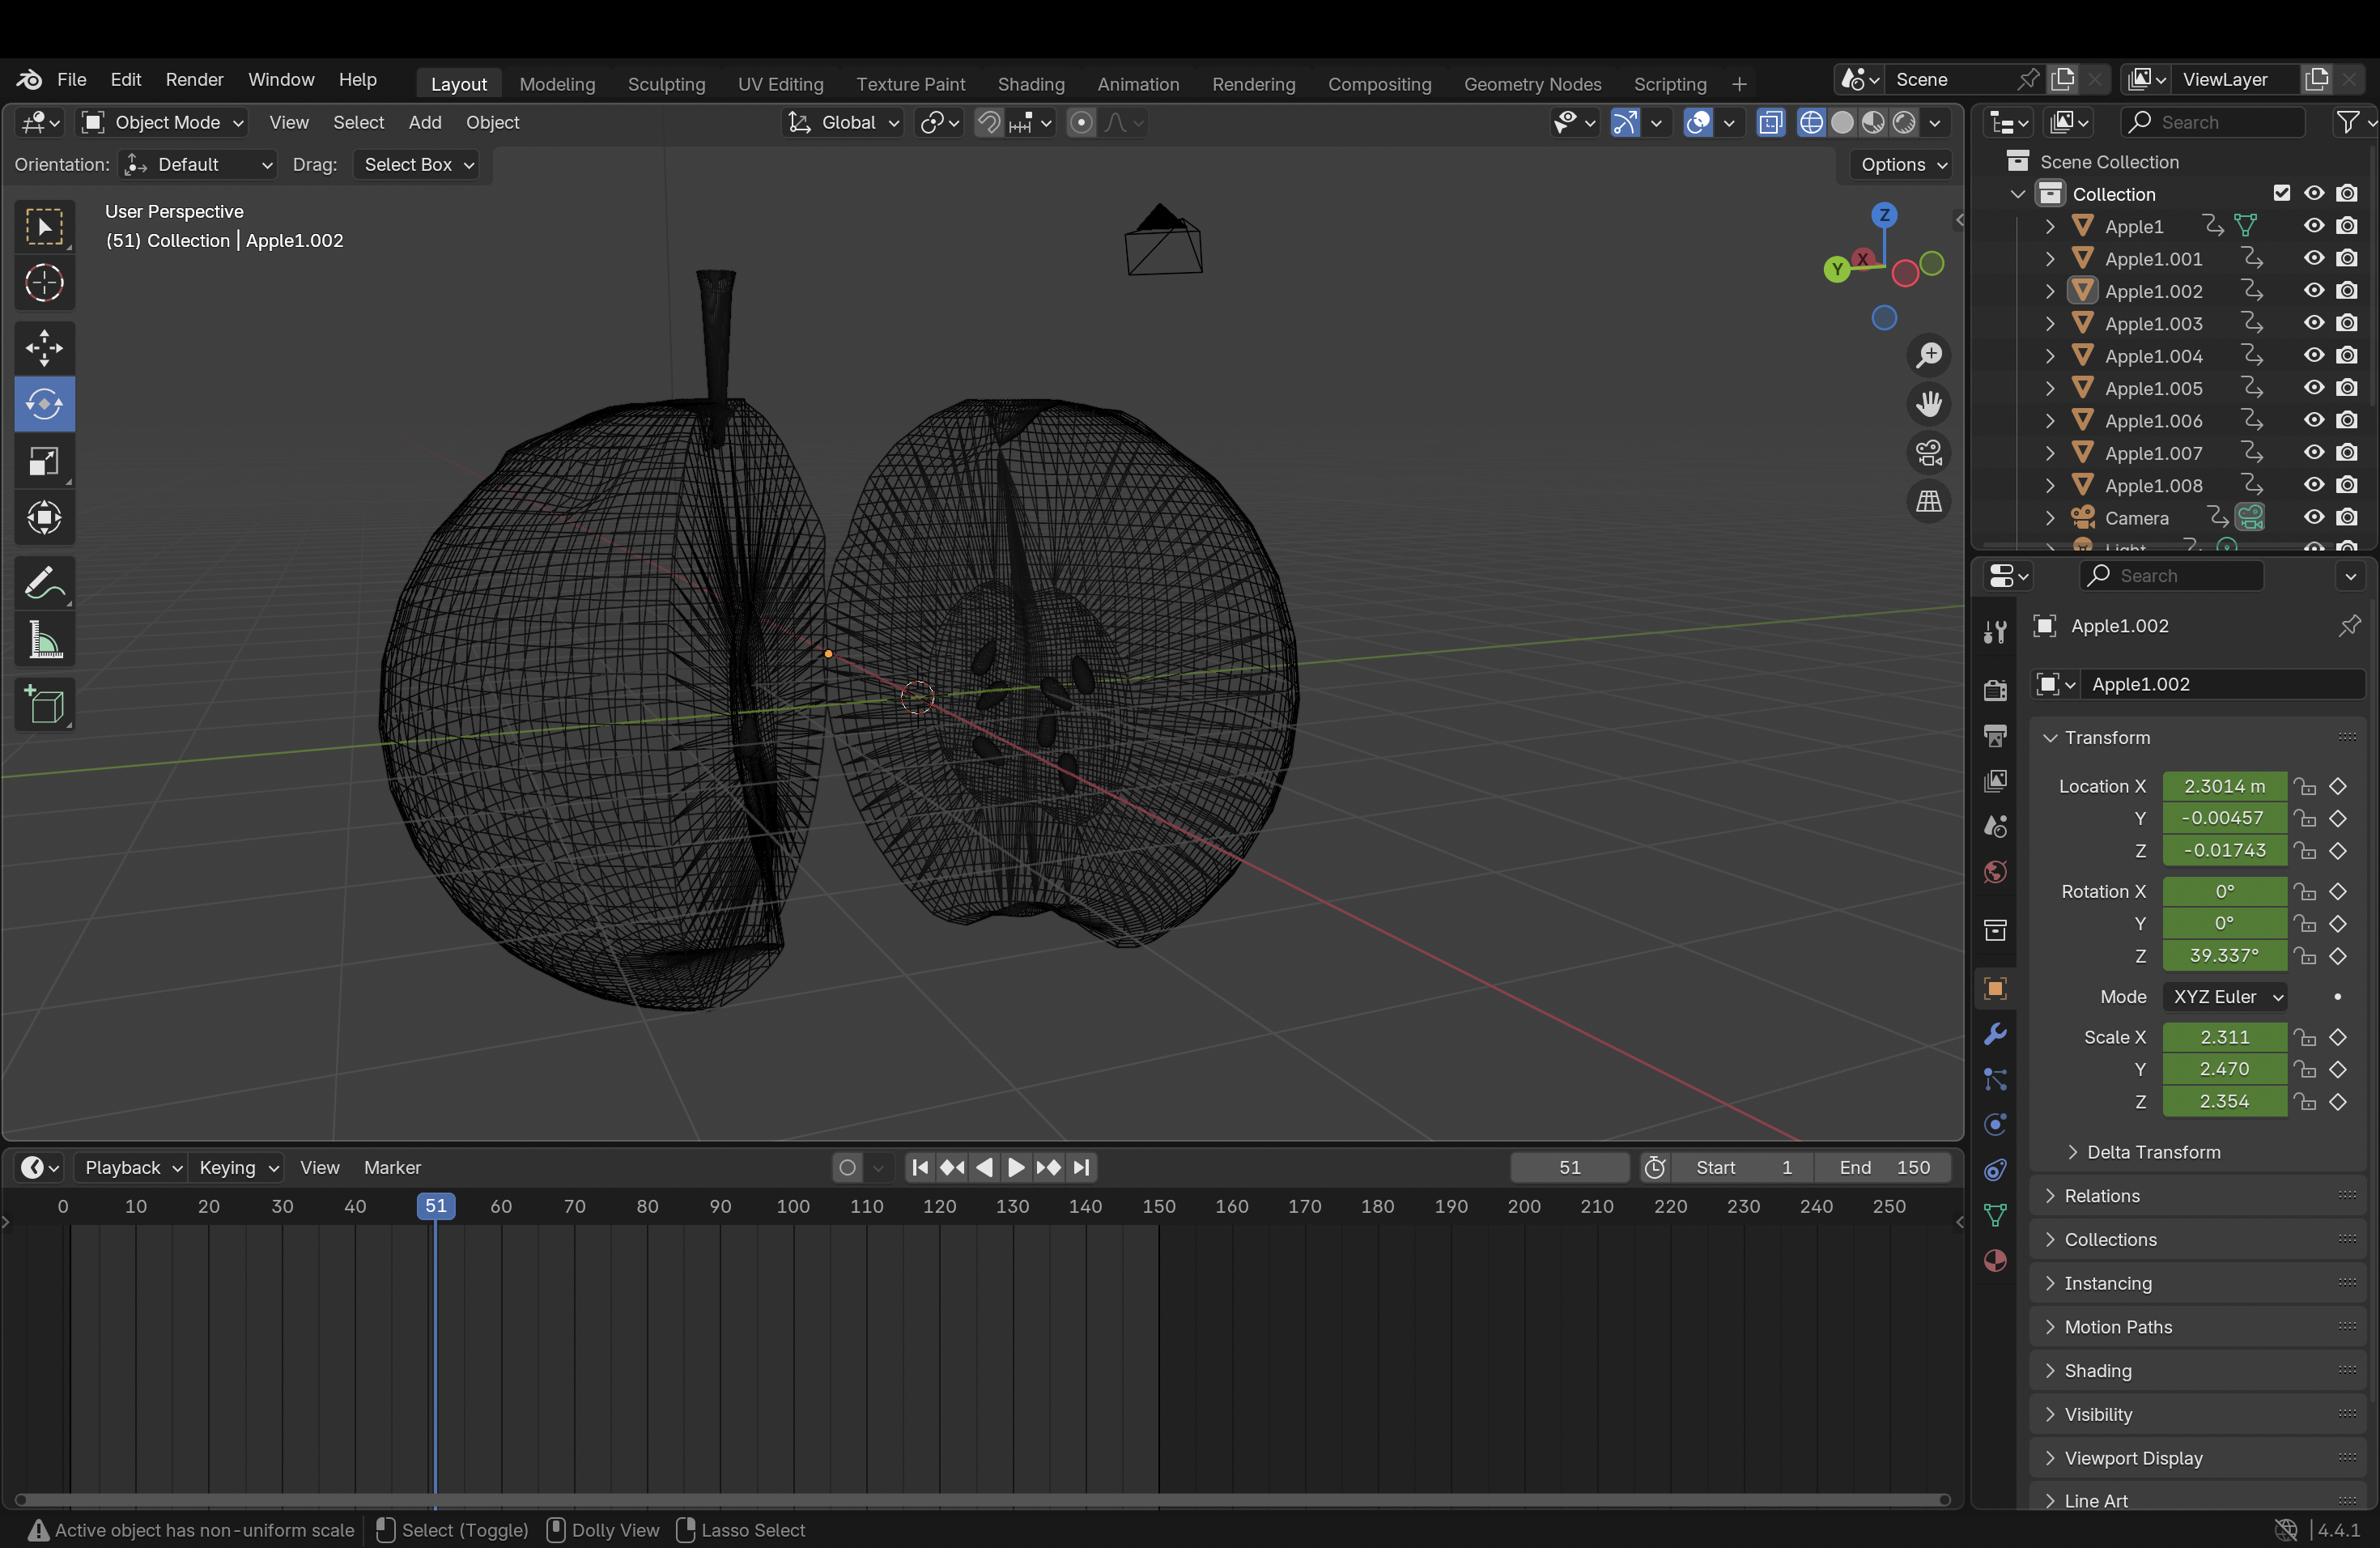 File Edit Render Window Help Layout Modeling Sculpting UV Editing Texture Paint Shading Animation Rendering Compositing Geometry Nodes Scripting + Scene ViewLayer
Object Mode View Select Add Object Global Search
Orientation: Default Drag: Select Box Options
User Perspective
(51) Collection | Apple1.002
Z
Y
X
Scene Collection
Collection
Apple1
Apple1.001
Apple1.002
Apple1.003
Apple1.004
Apple1.005
Apple1.006
Apple1.007
Apple1.008
Camera
Light
Search
Apple1.002
Apple1.002
Transform
Location X 2.3014 m
Y -0.00457
Z -0.01743
Rotation X 0°
Y 0°
Z 39.337°
Mode XYZ Euler
Scale X 2.311
Y 2.470
Z 2.354
Delta Transform
Relations
Collections
Instancing
Motion Paths
Shading
Visibility
Viewport Display
Line Art
Playback Keying View Marker 51 Start 1 End 150
0 10 20 30 40 51 60 70 80 90 100 110 120 130 140 150 160 170 180 190 200 210 220 230 240 250
Active object has non-uniform scale Select (Toggle) Dolly View Lasso Select 4.4.1